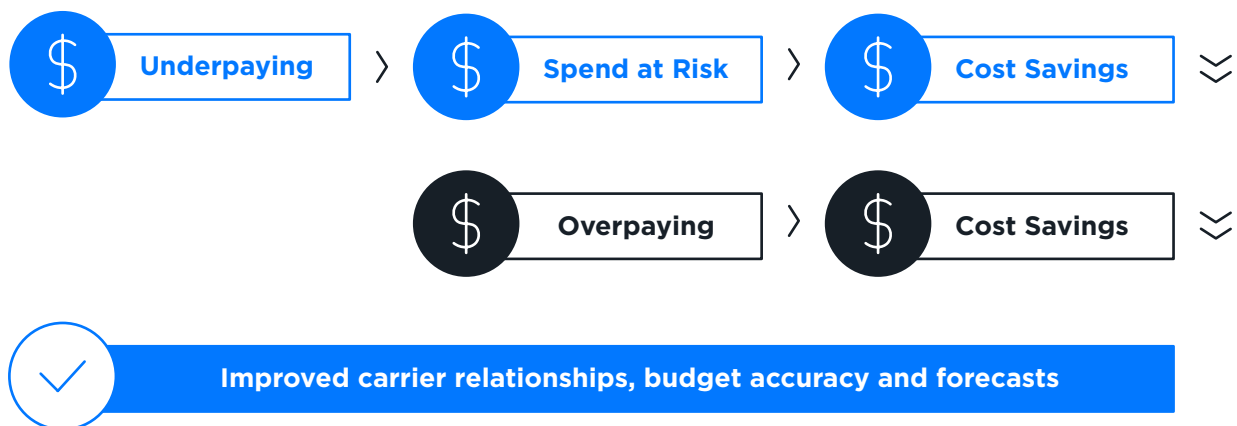 Underpaying
Spend at Risk
Cost Savings
Overpaying
Cost Savings
Improved carrier relationships, budget accuracy and forecasts